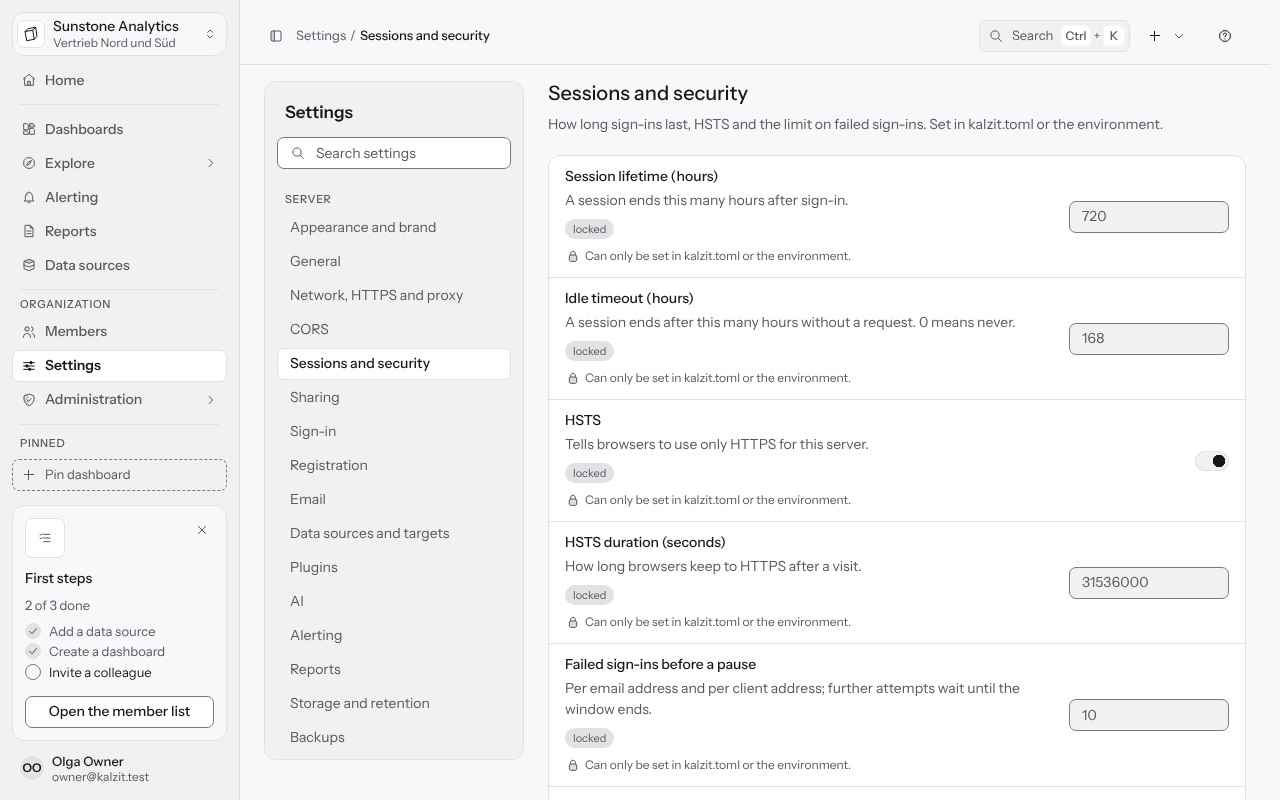 Sunstone Analytics
Vertrieb Nord und Süd
Home
Dashboards
Explore
Alerting
Reports
Data sources
ORGANIZATION
Members
Settings
Administration
PINNED
Pin dashboard
First steps
2 of 3 done
Add a data source
Create a dashboard
Invite a colleague
Open the member list
OO
Olga Owner
owner@kalzit.test
Settings / Sessions and security
Search Ctrl + K
Settings
Search settings
SERVER
Appearance and brand
General
Network, HTTPS and proxy
CORS
Sessions and security
Sharing
Sign-in
Registration
Email
Data sources and targets
Plugins
AI
Alerting
Reports
Storage and retention
Backups
Sessions and security
How long sign-ins last, HSTS and the limit on failed sign-ins. Set in kalzit.toml or the environment.
Session lifetime (hours)
A session ends this many hours after sign-in.
locked
Can only be set in kalzit.toml or the environment.
720
Idle timeout (hours)
A session ends after this many hours without a request. 0 means never.
locked
Can only be set in kalzit.toml or the environment.
168
HSTS
Tells browsers to use only HTTPS for this server.
locked
Can only be set in kalzit.toml or the environment.
HSTS duration (seconds)
How long browsers keep to HTTPS after a visit.
locked
Can only be set in kalzit.toml or the environment.
31536000
Failed sign-ins before a pause
Per email address and per client address; further attempts wait until the
window ends.
locked
Can only be set in kalzit.toml or the environment.
10